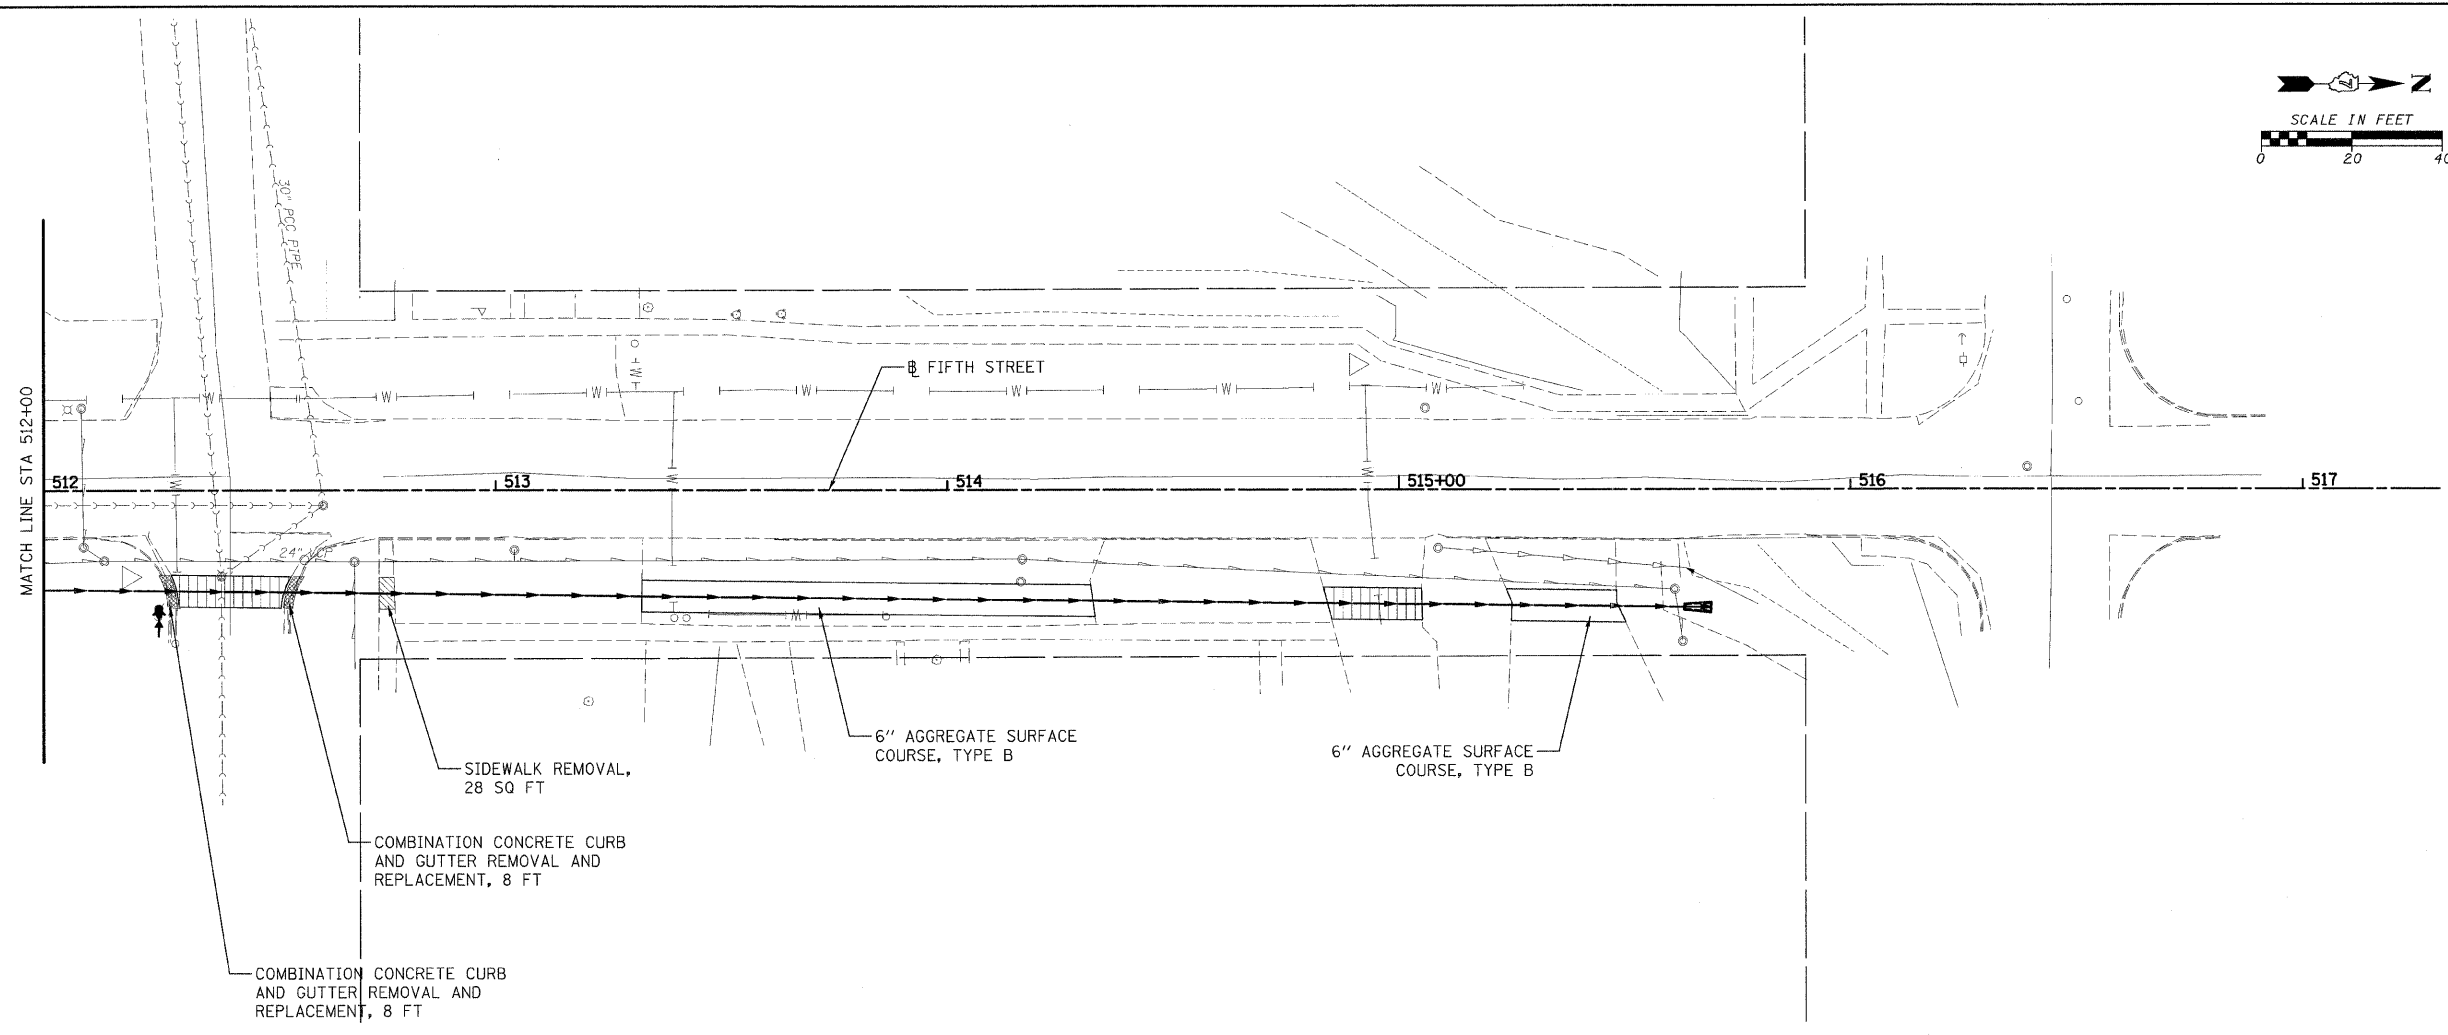 N
SCALE IN FEET
0 20 40
30" PCC PIPE
MATCH LINE STA 512+00
℄ FIFTH STREET
W
W W W W W W W
W W W
512 513 514 515+00 516 517
24" VCP
W
6" AGGREGATE SURFACE
COURSE, TYPE B
6" AGGREGATE SURFACE
COURSE, TYPE B
SIDEWALK REMOVAL,
28 SQ FT
COMBINATION CONCRETE CURB
AND GUTTER REMOVAL AND
REPLACEMENT, 8 FT
COMBINATION CONCRETE CURB
AND GUTTER REMOVAL AND
REPLACEMENT, 8 FT